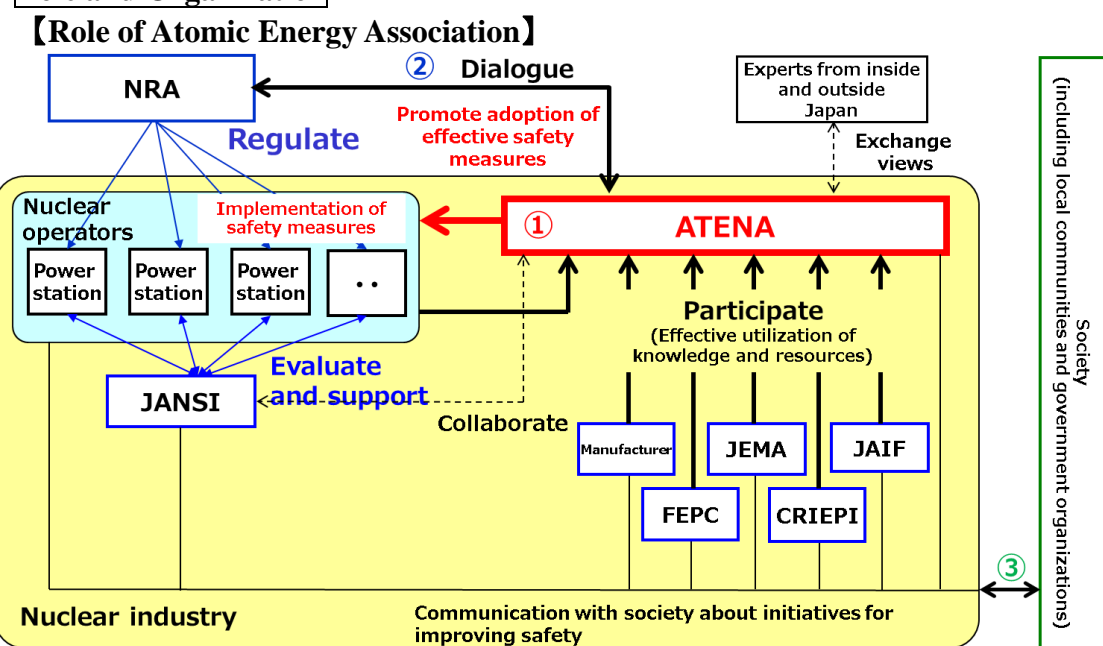 【Role of Atomic Energy Association】
NRA
② Dialogue
Experts from inside
and outside
Japan
Promote adoption of
effective safety
measures
Regulate
Exchange
views
Nuclear
operators
Implementation of
safety measures
① ATENA
Power
station
Power
station
Power
station
・・
Participate
(Effective utilization of
knowledge and resources)
Evaluate
and support
JANSI
Collaborate
Manufacturer
JEMA
JAIF
FEPC
CRIEPI
③
Nuclear industry
Communication with society about initiatives for
improving safety
Society
(including local communities and government organizations)